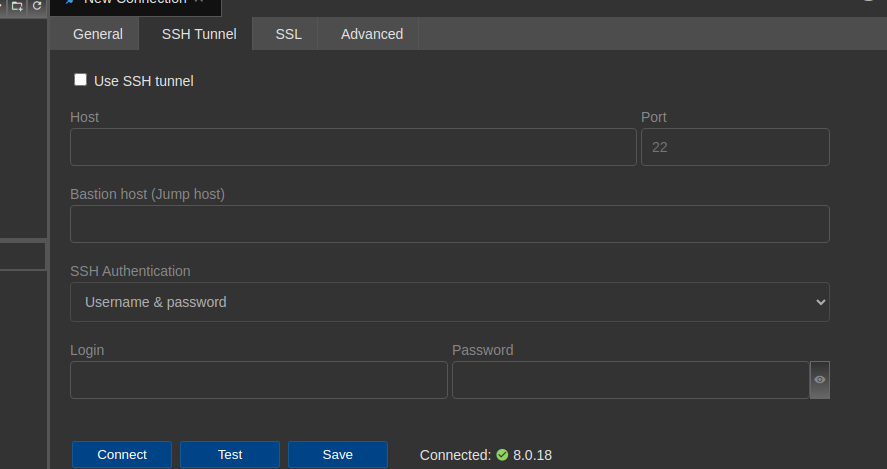 New Connection
General SSH Tunnel SSL Advanced
Use SSH tunnel
Host Port
22
Bastion host (Jump host)
SSH Authentication
Username & password
Login Password
Connect Test Save Connected: 8.0.18